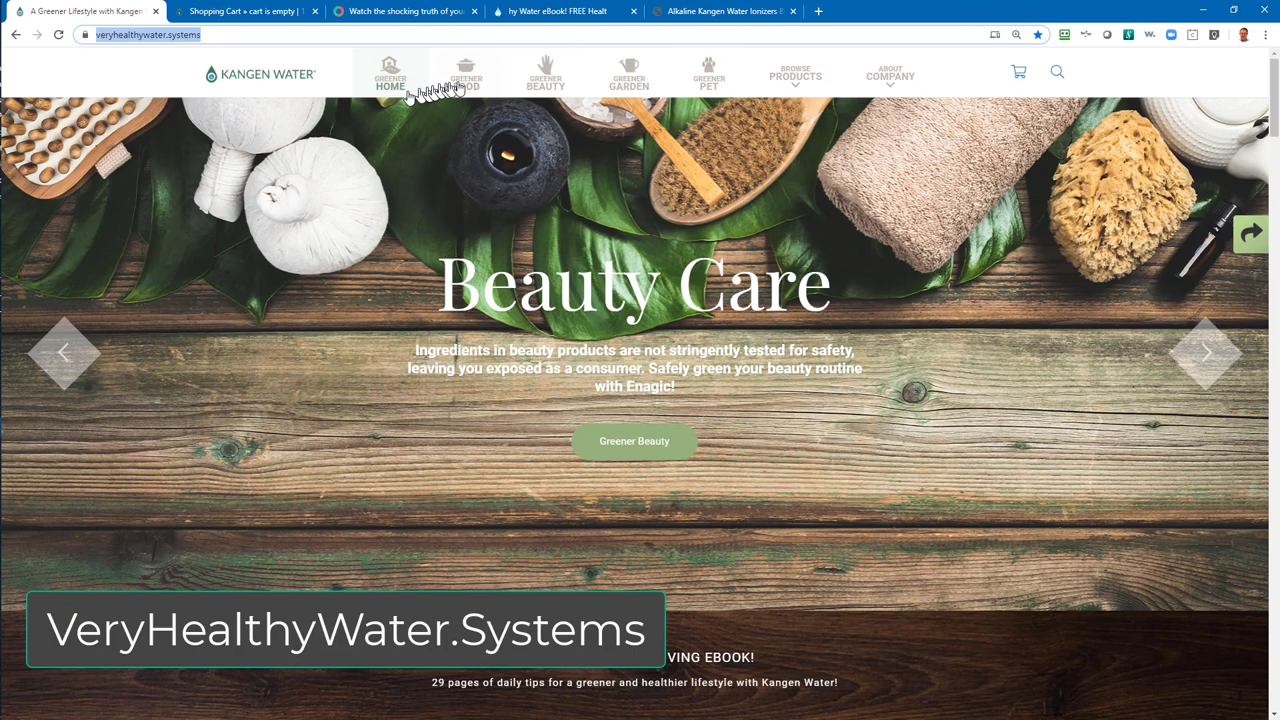 A Greener Lifestyle with Kangen
Shopping Cart » cart is empty | 1
Watch the shocking truth of your
hy Water eBook! FREE Healt
Alkaline Kangen Water Ionizers &
veryhealthywater.systems
KANGEN WATER
GREENER
HOME
GREENER
GREENER
BEAUTY
GREENER
GARDEN
GREENER
PET
BROWSE
PRODUCTS
ABOUT
COMPANY
Beauty Care
Ingredients in beauty products are not stringently tested for safety,
leaving you exposed as a consumer. Safely green your beauty routine
with Enagic!
Greener Beauty
VeryHealthyWater.Systems
VING EBOOK!
29 pages of daily tips for a greener and healthier lifestyle with Kangen Water!